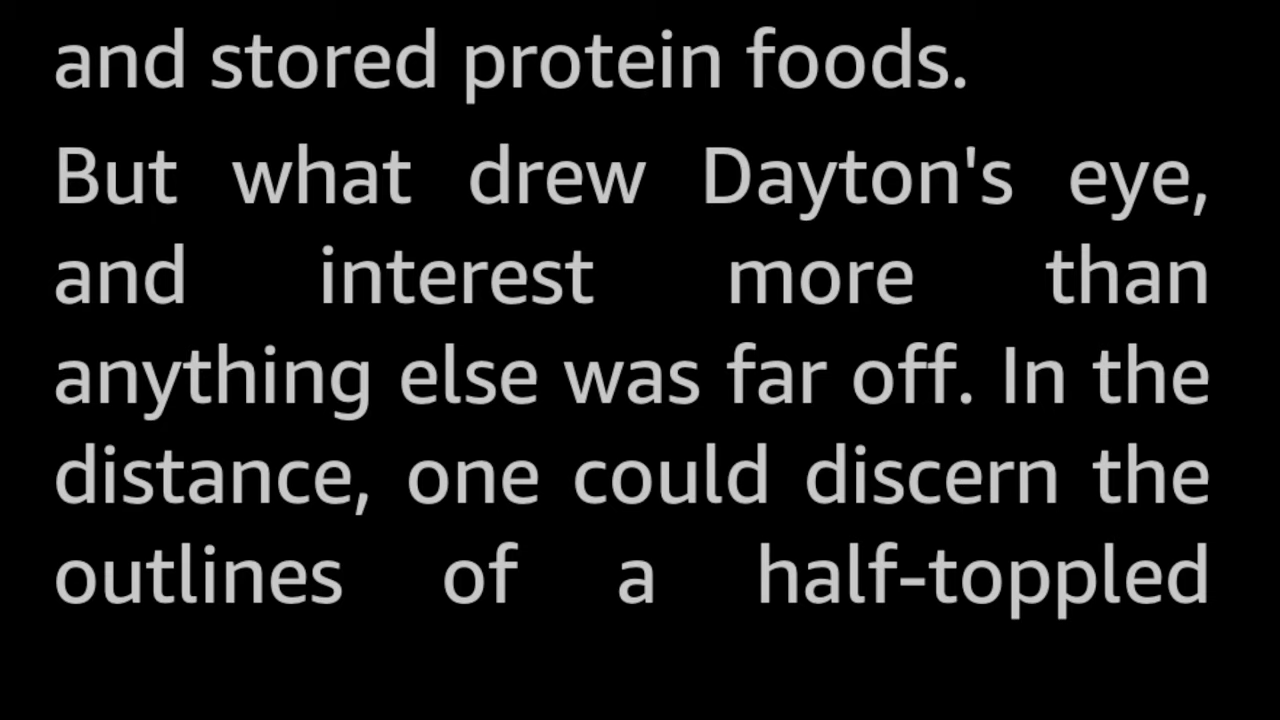 and stored protein foods.
But what drew Dayton's eye,
and interest more than
anything else was far off. In the
distance, one could discern the
outlines of a half-toppled